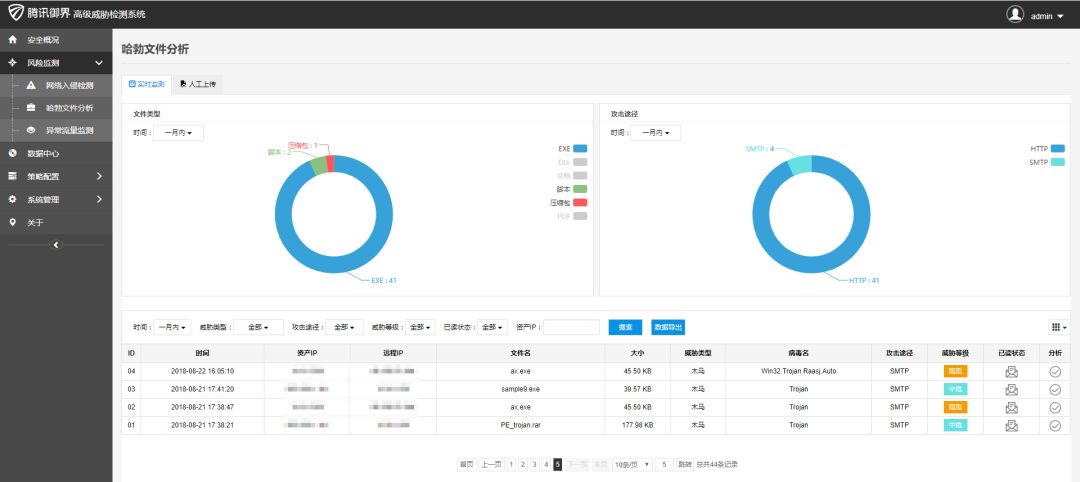 腾讯御界 高级威胁检测系统
admin
安全概况
风险监测
网络入侵检测
哈勃文件分析
异常流量监测
数据中心
策略配置
系统管理
关于
哈勃文件分析
实时监测 人工上传
文件类型
时间： 一月内
压缩包：1
脚本：2
EXE：41
EXE
DLL
文档
脚本
压缩包
PDF
攻击途径
时间： 一月内
SMTP：4
HTTP：41
HTTP
SMTP
时间： 一月内 威胁类型： 全部 攻击途径： 全部 威胁等级： 全部 已读状态： 全部 资产IP： 搜索 数据导出
ID 时间 资产IP 远程IP 文件名 大小 威胁类型 病毒名 攻击途径 威胁等级 已读状态 分析
04 2018-08-22 16:05:10 ax.exe 45.50 KB 木马 Win32.Trojan.Raasj.Auto SMTP 高危
03 2018-08-21 17:41:20 sample9.exe 39.57 KB 木马 Trojan SMTP 中危
02 2018-08-21 17:38:47 ax.exe 45.50 KB 木马 Trojan SMTP 高危
01 2018-08-21 17:38:21 PE_trojan.rar 177.98 KB 木马 Trojan SMTP 中危
首页 上一页 1 2 3 4 5 下一页 末页 10条/页 5 跳转 总共44条记录